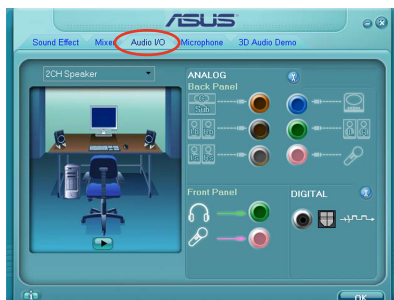 ASUS
Sound Effect Mixer Audio I/O Microphone 3D Audio Demo
2CH Speaker
ANALOG
Back Panel
Sub
Front Panel
DIGITAL
OK